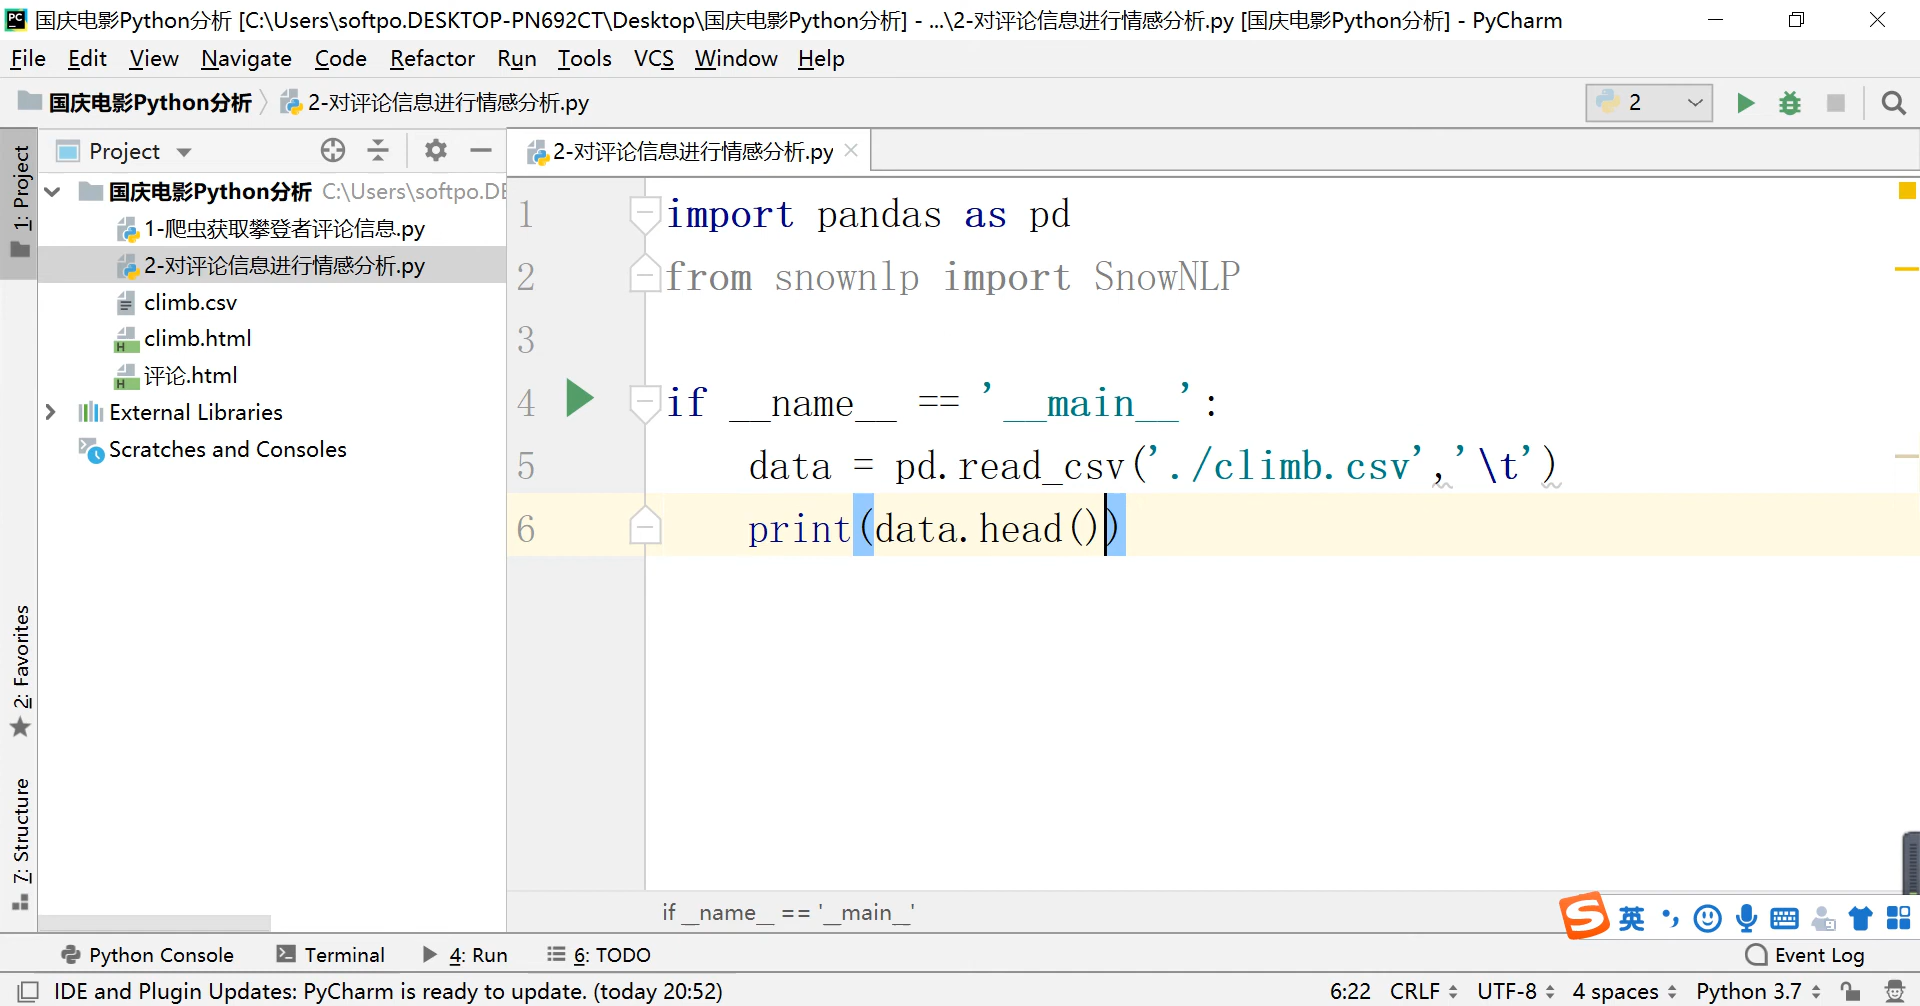 国庆电影Python分析 [C:\Users\softpo.DESKTOP-PN692CT\Desktop\国庆电影Python分析] - ...\2-对评论信息进行情感分析.py [国庆电影Python分析] - PyCharm
File Edit View Navigate Code Refactor Run Tools VCS Window Help
国庆电影Python分析 2-对评论信息进行情感分析.py 2
Project 2-对评论信息进行情感分析.py
1: Project
国庆电影Python分析 C:\Users\softpo.DE
1-爬虫获取攀登者评论信息.py
2-对评论信息进行情感分析.py
climb.csv
climb.html
评论.html
External Libraries
Scratches and Consoles
2: Favorites
7: Structure
1 import pandas as pd
2 from snownlp import SnowNLP
3
4 if __name__ == '__main__':
5 data = pd.read_csv('./climb.csv','\t')
6 print(data.head())
if __name__ == '__main__'
英
Python Console Terminal 4: Run 6: TODO Event Log
IDE and Plugin Updates: PyCharm is ready to update. (today 20:52) 6:22 CRLF UTF-8 4 spaces Python 3.7